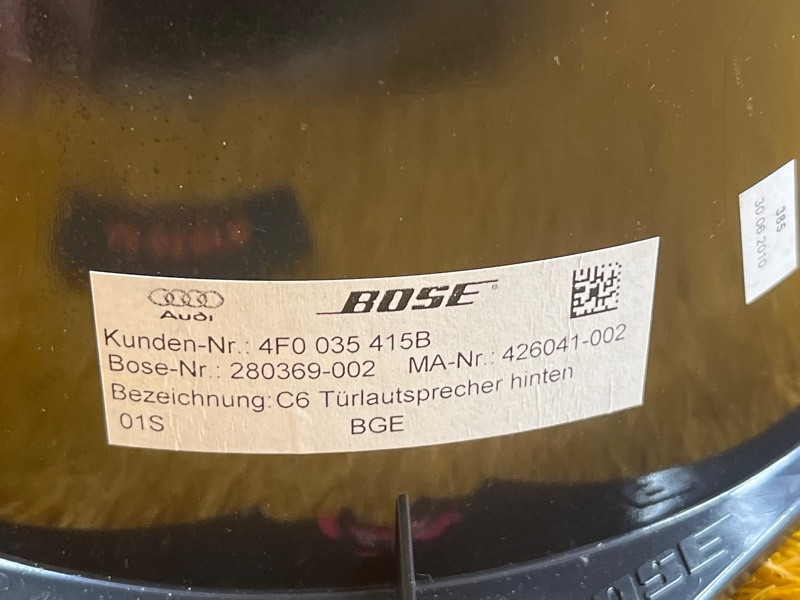 Audi
BOSE®
Kunden-Nr.: 4F0 035 415B
Bose-Nr.: 280369-002 MA-Nr.: 426041-002
Bezeichnung: C6 Türlautsprecher hinten
01S BGE
385
30.06.2010
BOSE